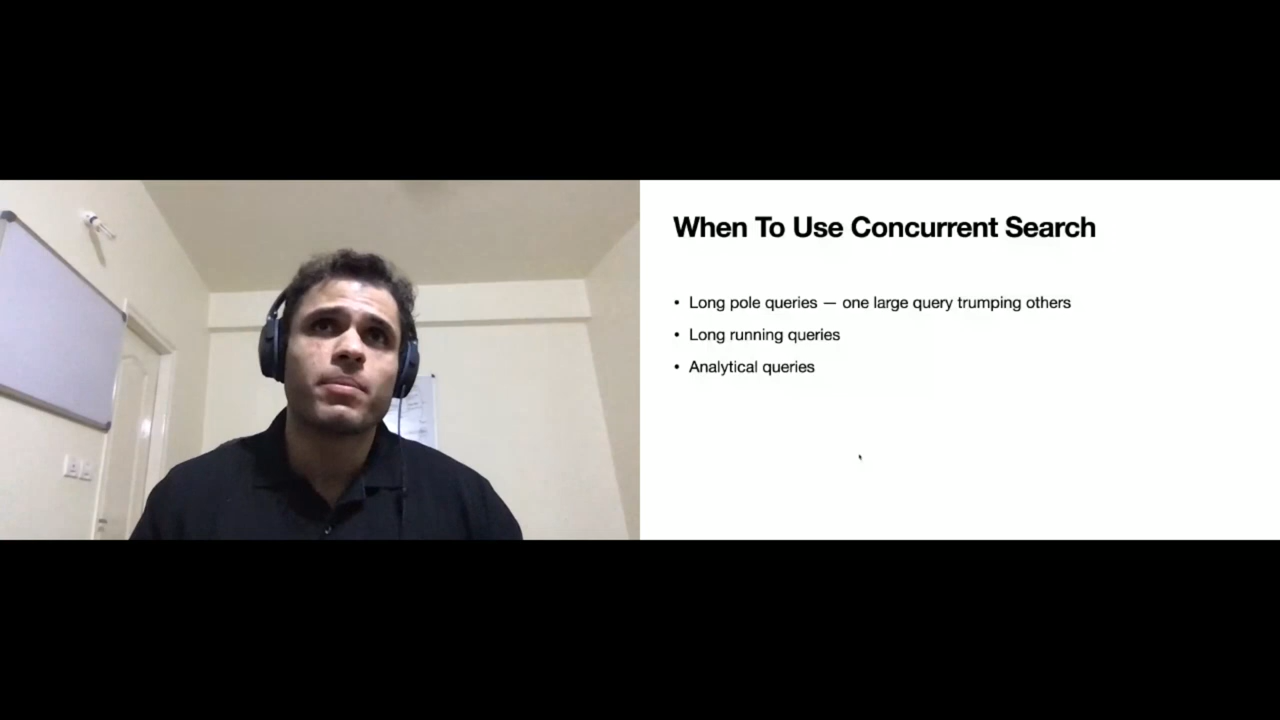 When To Use Concurrent Search
• Long pole queries — one large query trumping others
• Long running queries
• Analytical queries